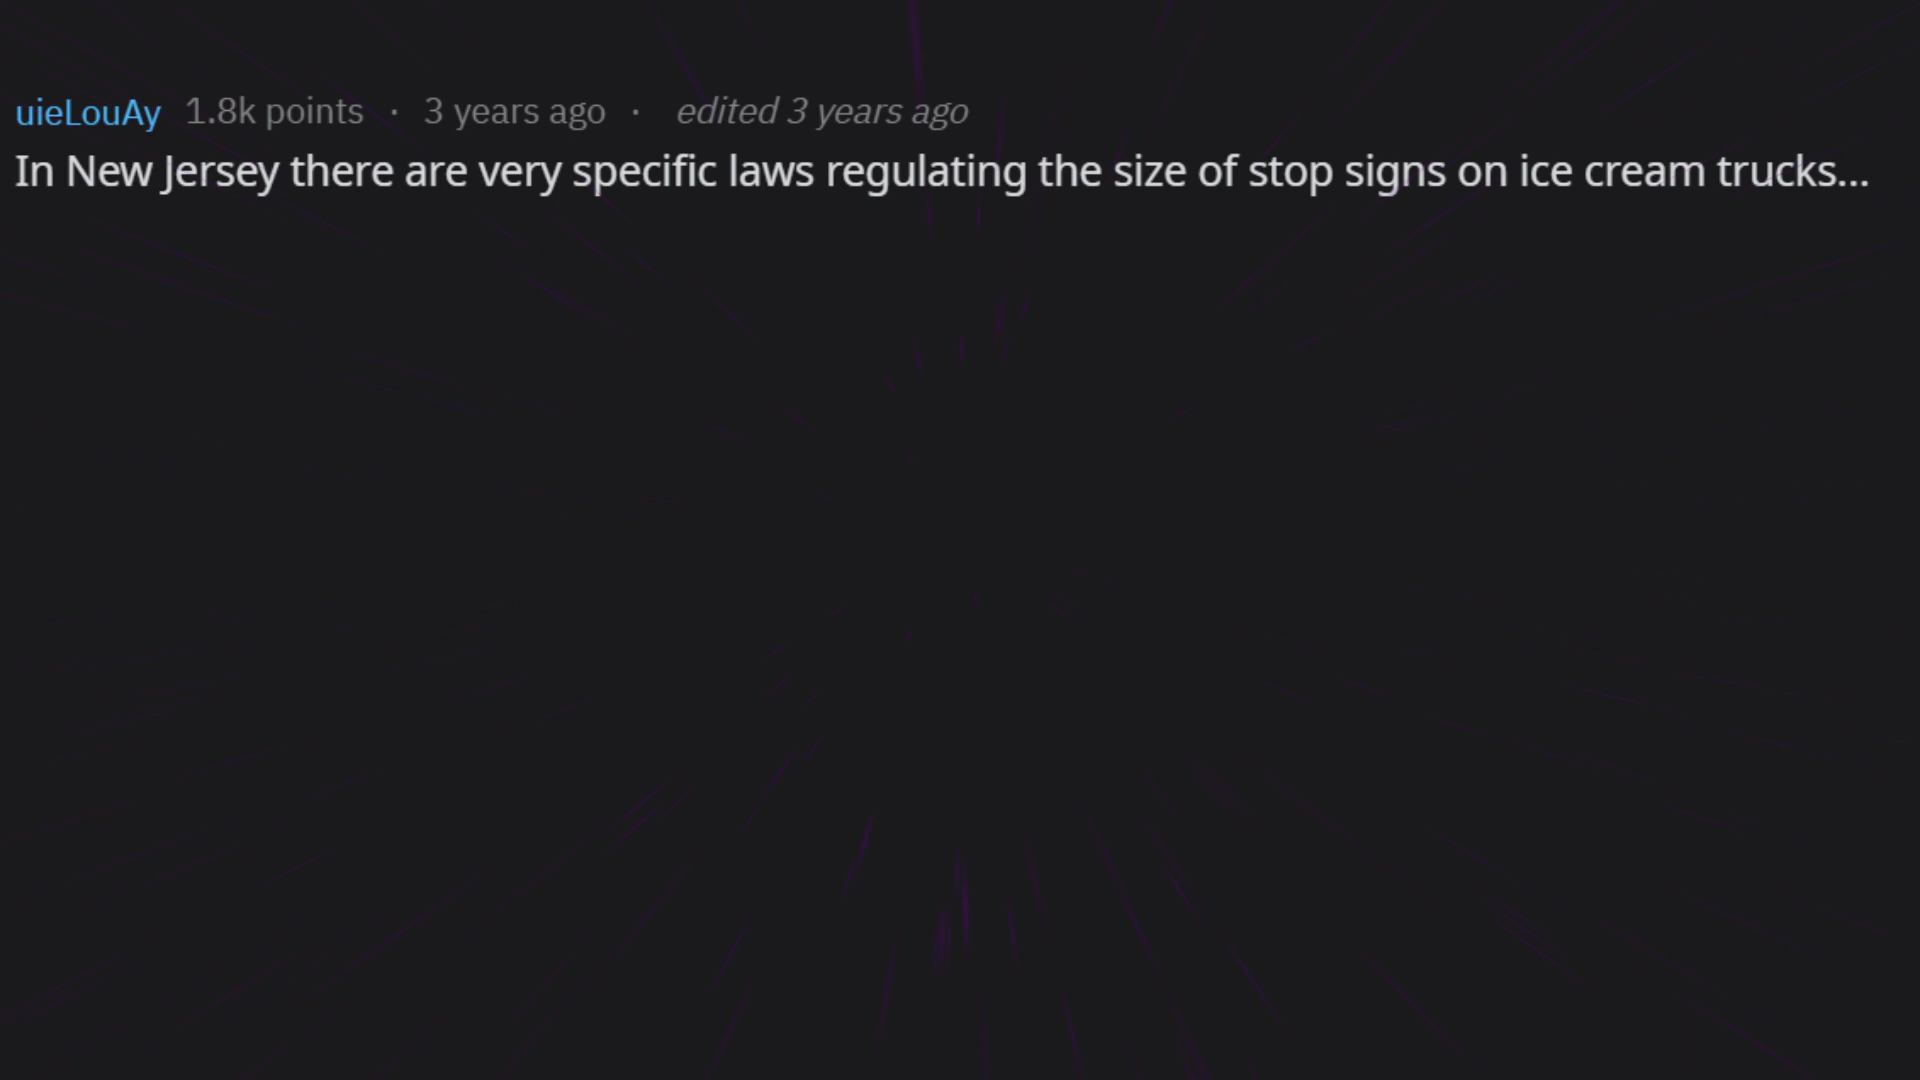 uieLouAy 1.8k points · 3 years ago · edited 3 years ago
In New Jersey there are very specific laws regulating the size of stop signs on ice cream trucks...